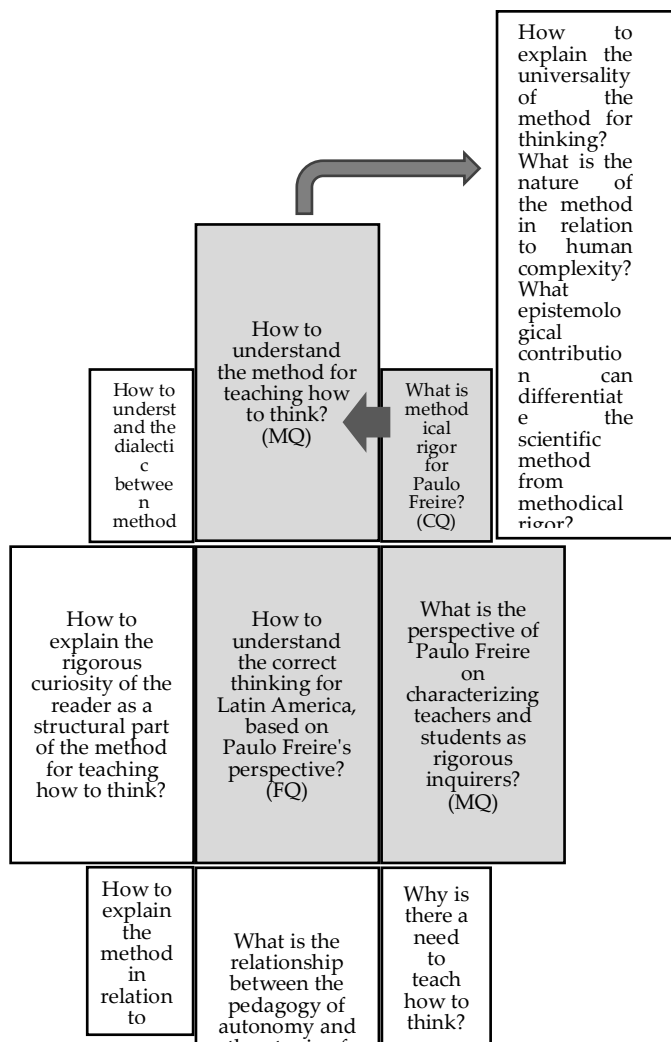 How to
explain the
universality
of the
method for
thinking?
What is the
nature of
the method
in relation
to human
complexity?
What
epistemolo
gical
contributio
n can
differentiat
e the
scientific
method
from
methodical
rigor?
How to
understand
the method for
teaching how
to think?
(MQ)
How to
underst
and the
dialecti
c
betwee
n
method
What is
method
ical
rigor
for
Paulo
Freire?
(CQ)
How to
explain the
rigorous
curiosity of the
reader as a
structural part
of the method
for teaching
how to think?
How to
understand
the correct
thinking for
Latin America,
based on
Paulo Freire's
perspective?
(FQ)
What is the
perspective of
Paulo Freire
on
characterizing
teachers and
students as
rigorous
inquirers?
(MQ)
How to
explain
the
method
in
relation
to
What is the
relationship
between the
pedagogy of
autonomy and
Why is
there a
need
to
teach
how to
think?